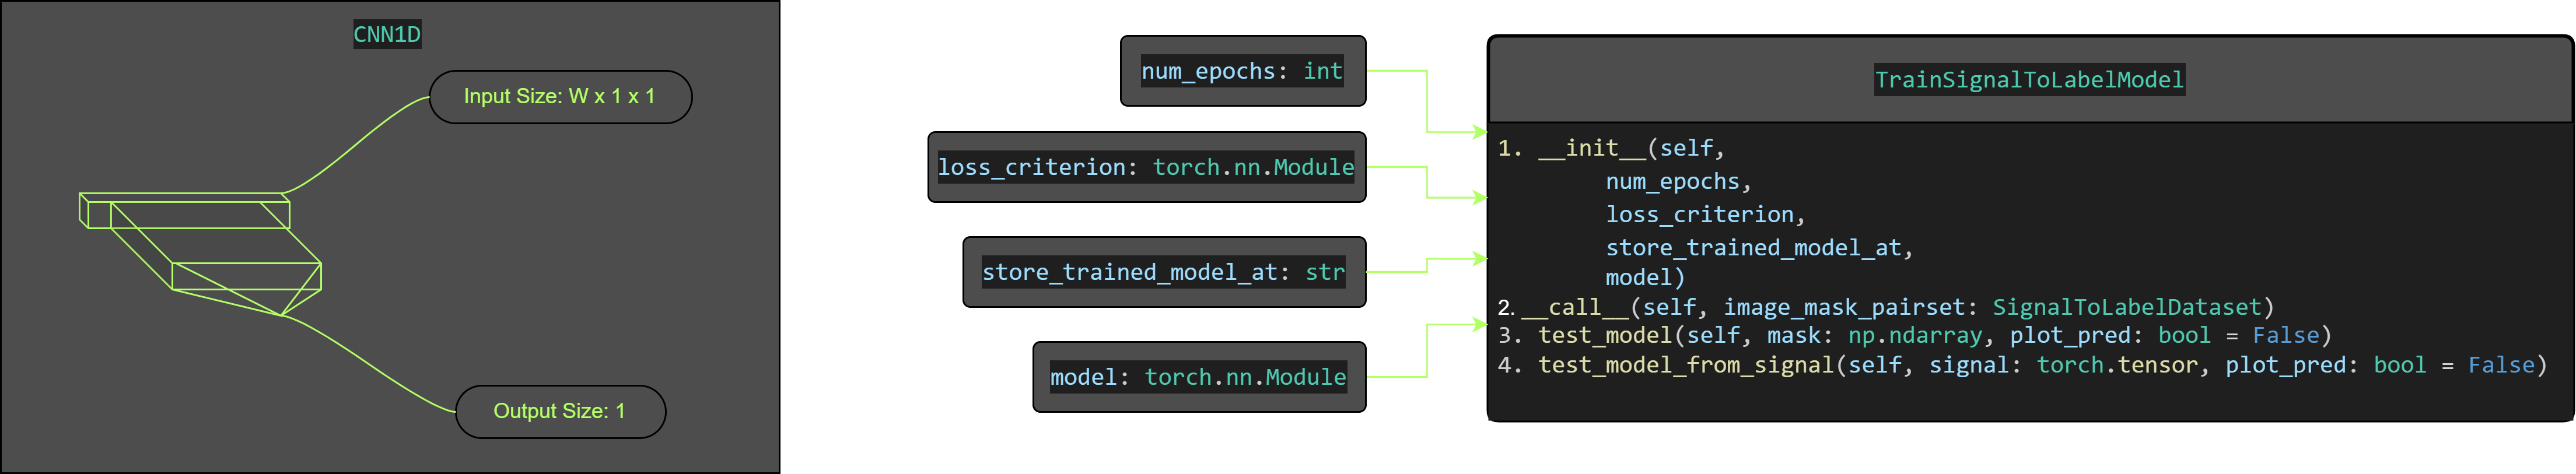 CNN1D
Input Size: W x 1 x 1
Output Size: 1
num_epochs: int
loss_criterion: torch.nn.Module
store_trained_model_at: str
model: torch.nn.Module
TrainSignalToLabelModel
1. __init__(self,
num_epochs,
loss_criterion,
store_trained_model_at,
model)
2. __call__(self, image_mask_pairset: SignalToLabelDataset)
3. test_model(self, mask: np.ndarray, plot_pred: bool = False)
4. test_model_from_signal(self, signal: torch.tensor, plot_pred: bool = False)